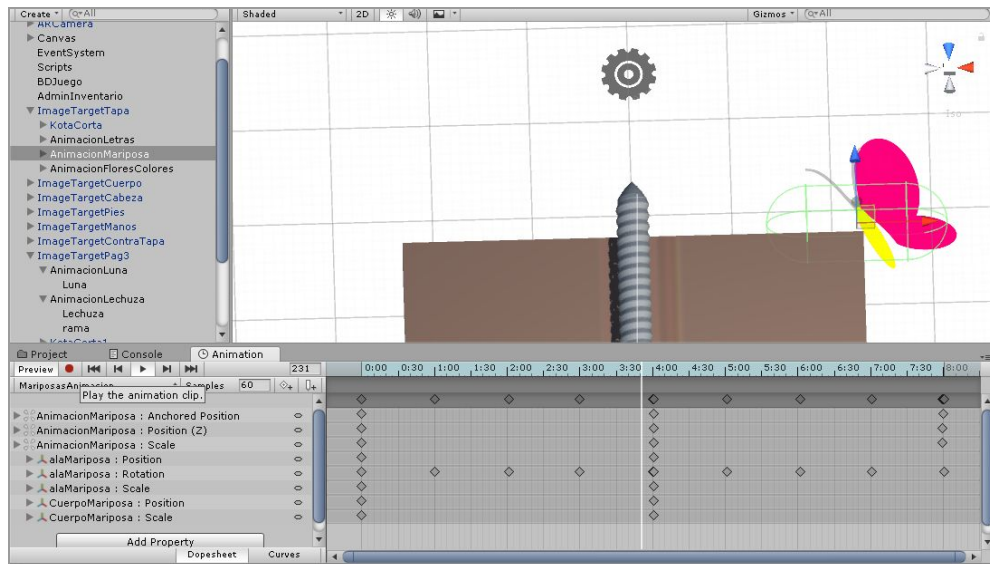 Create Q▾All Shaded 2D Gizmos Q▾All
ARCamera
Canvas
EventSystem
Scripts
BDJuego
AdminInventario
ImageTargetTapa
KotaCorta
AnimacionLetras
AnimacionMariposa
AnimacionFloresColores
ImageTargetCuerpo
ImageTargetCabeza
ImageTargetPies
ImageTargetManos
ImageTargetContraTapa
ImageTargetPag3
AnimacionLuna
Luna
AnimacionLechuza
Lechuza
rama
KotaCorta1
Iso
Project Console Animation
Preview 231 0:00 0:30 1:00 1:30 2:00 2:30 3:00 3:30 4:00 4:30 5:00 5:30 6:00 6:30 7:00 7:30 8:00
MariposasAnimacion Samples 60
Play the animation clip.
AnimacionMariposa : Anchored Position
AnimacionMariposa : Position (Z)
AnimacionMariposa : Scale
alaMariposa : Position
alaMariposa : Rotation
alaMariposa : Scale
CuerpoMariposa : Position
CuerpoMariposa : Scale
Add Property
Dopesheet Curves